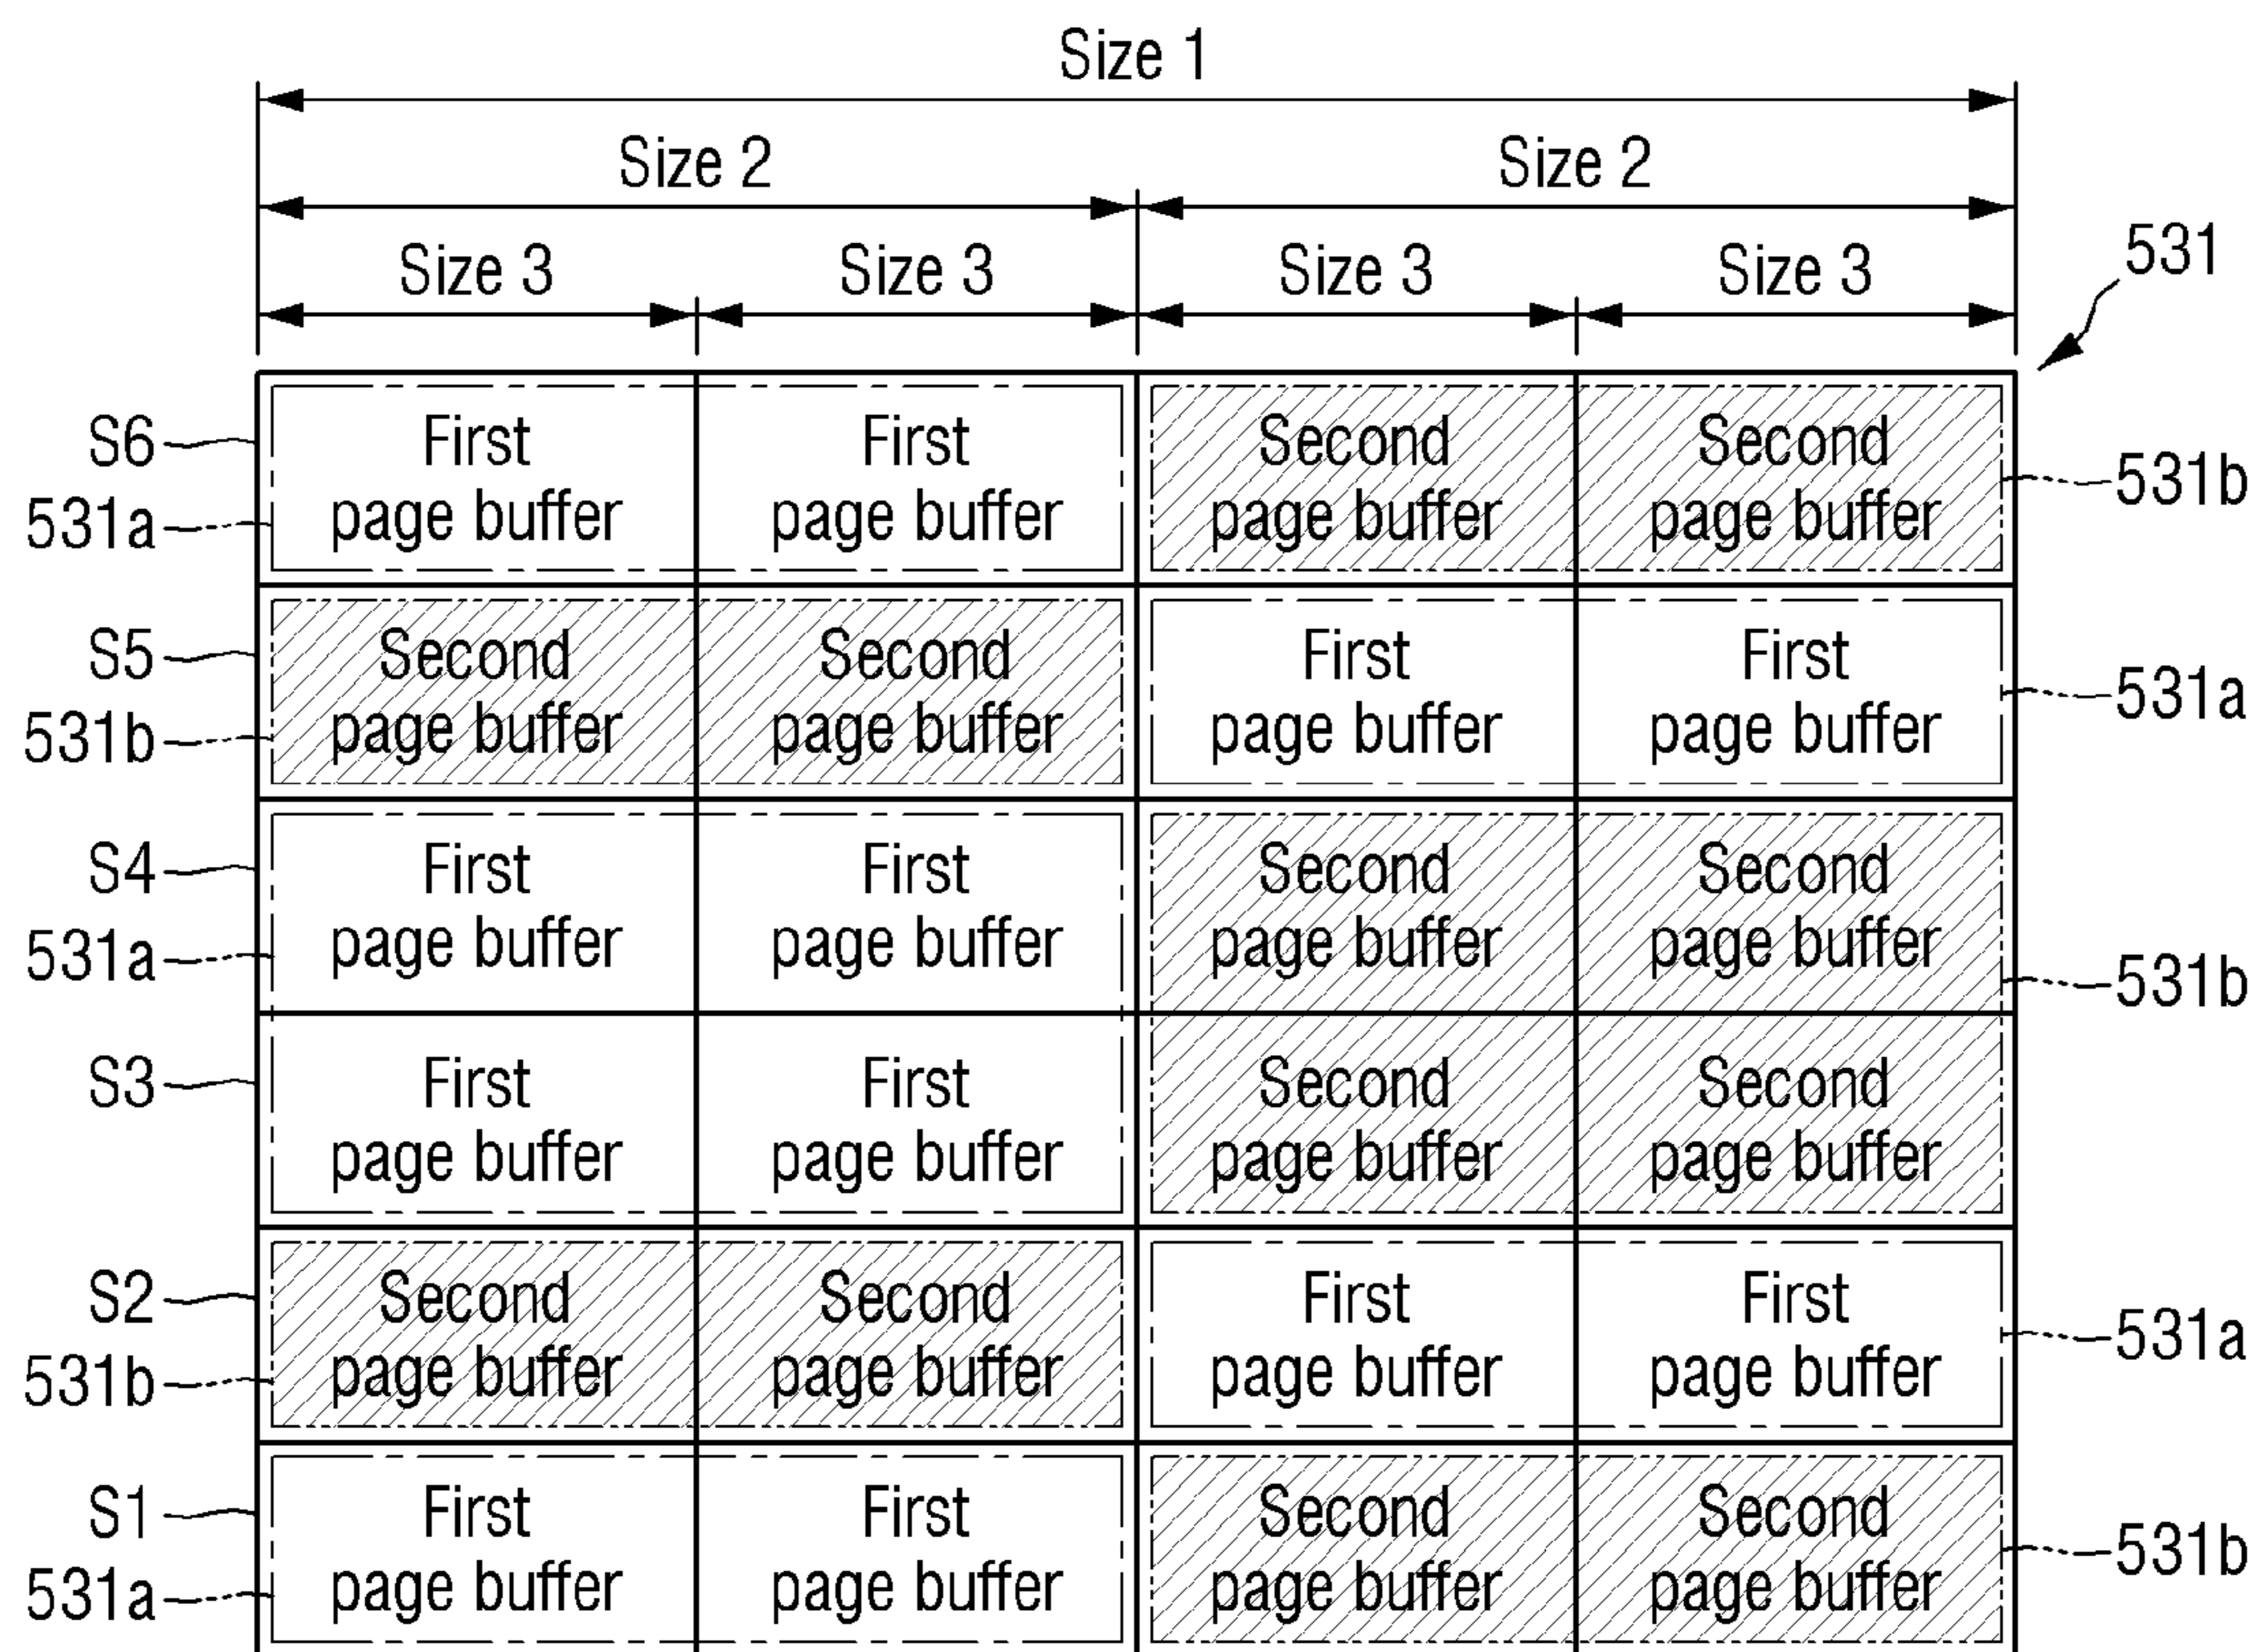 Size 1
Size 2 Size 2
Size 3 Size 3 Size 3 Size 3
531
S6 First First Second Second
531b
531a page buffer page buffer page buffer page buffer
S5 Second Second First First
531a
531b page buffer page buffer page buffer page buffer
S4 First First Second Second
531a page buffer page buffer page buffer page buffer
531b
S3 First First Second Second
page buffer page buffer page buffer page buffer
S2 Second Second First First
531a
531b page buffer page buffer page buffer page buffer
S1 First First Second Second
531b
531a page buffer page buffer page buffer page buffer